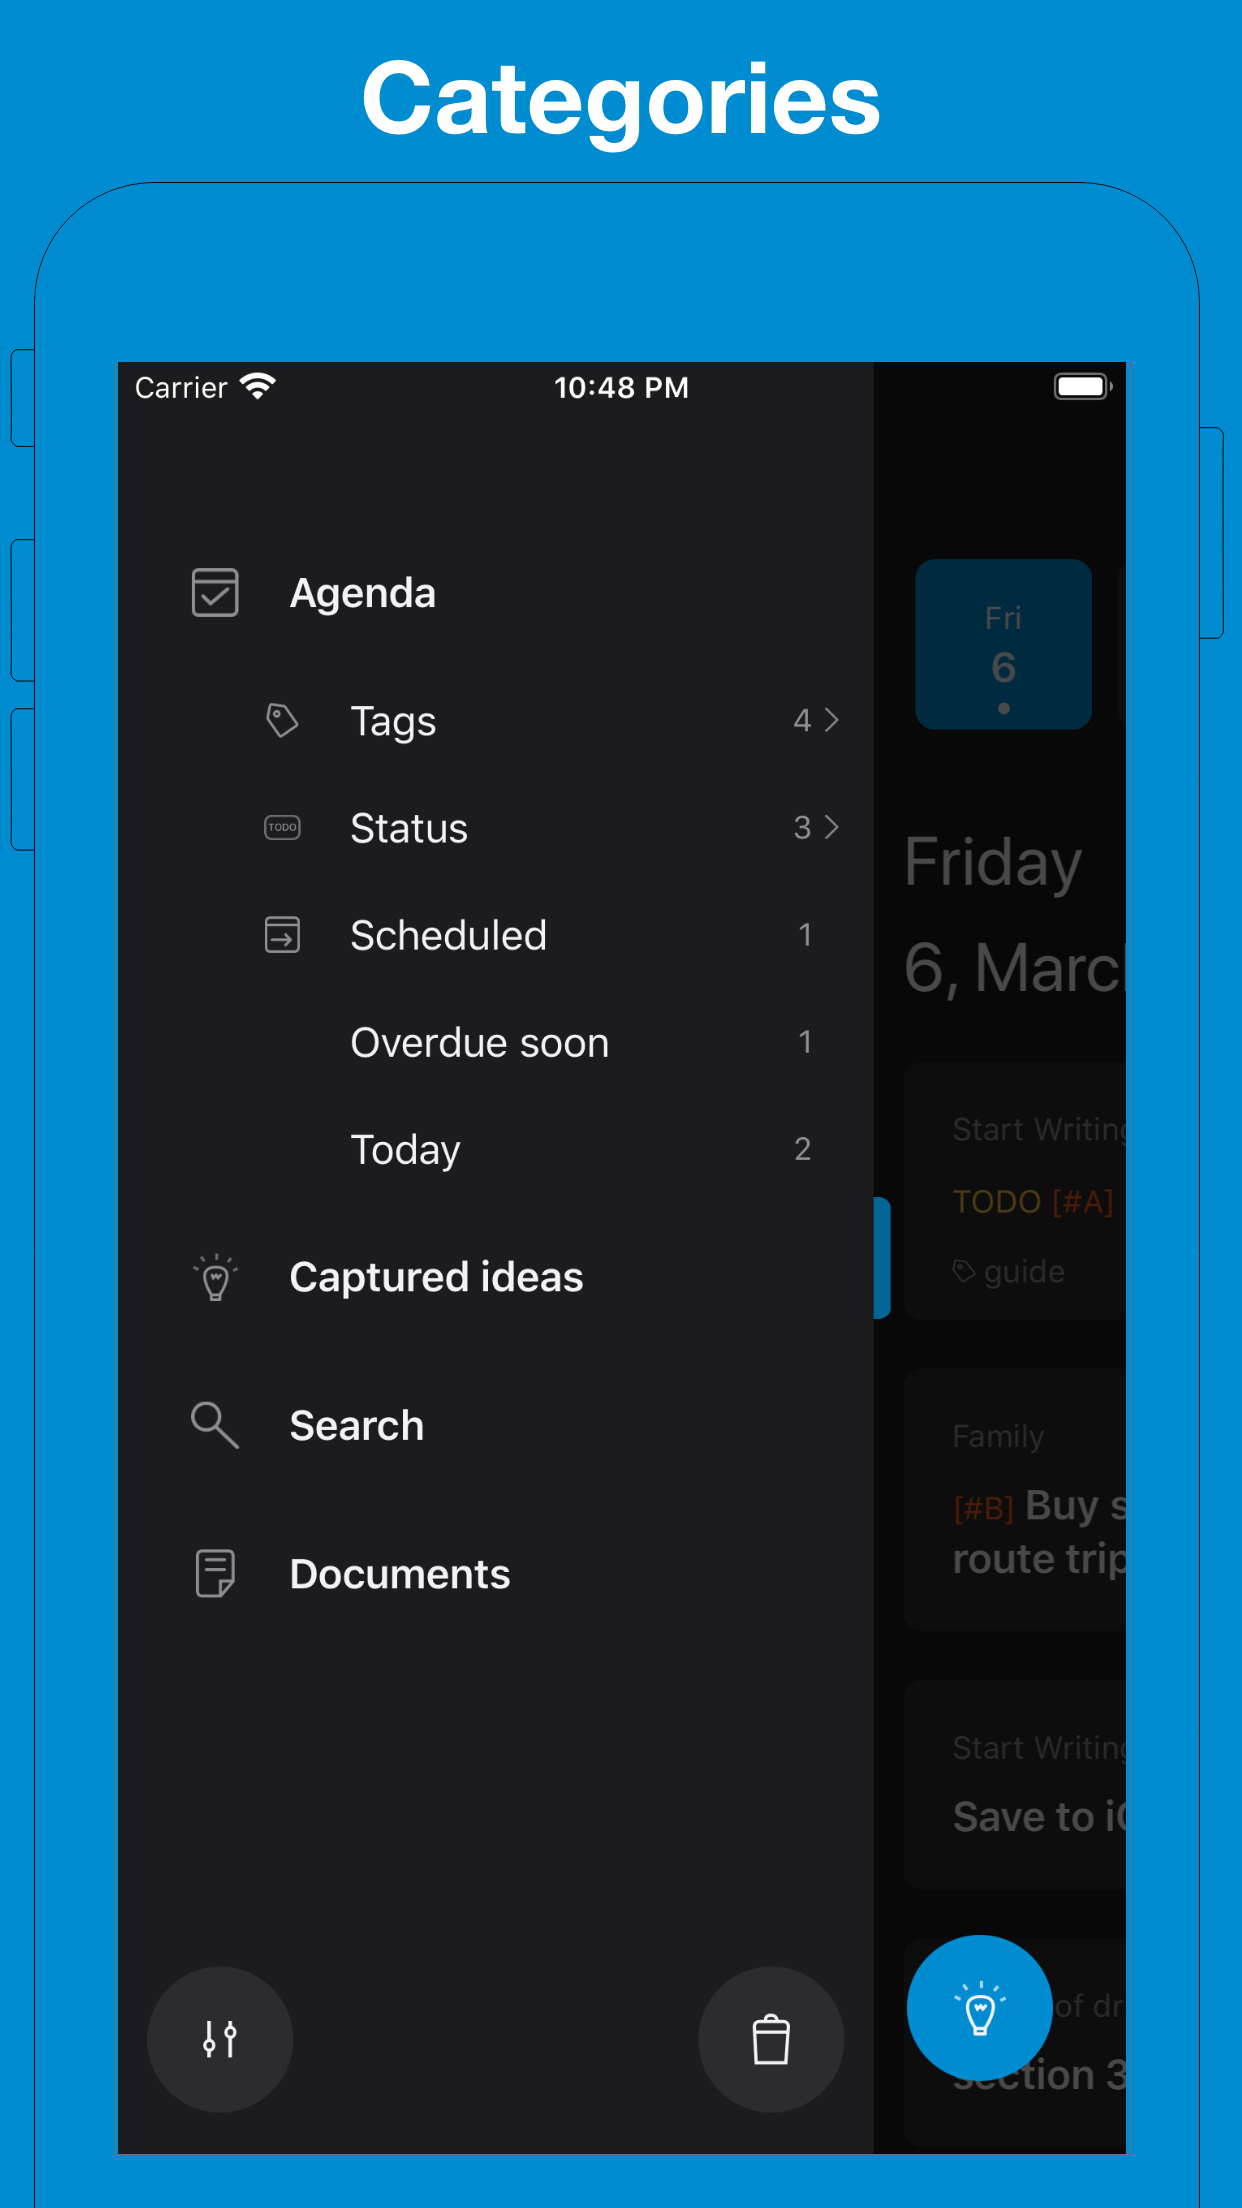 Categories
Carrier 10:48 PM
Agenda
Tags 4
TODO Status 3
Scheduled 1
Overdue soon 1
Today 2
Captured ideas
Search
Documents
Fri
6
Friday
6, March
Start Writing
TODO [#A]
guide
Family
[#B] Buy s
route trip
Start Writing
Save to iC
of dr
section 3